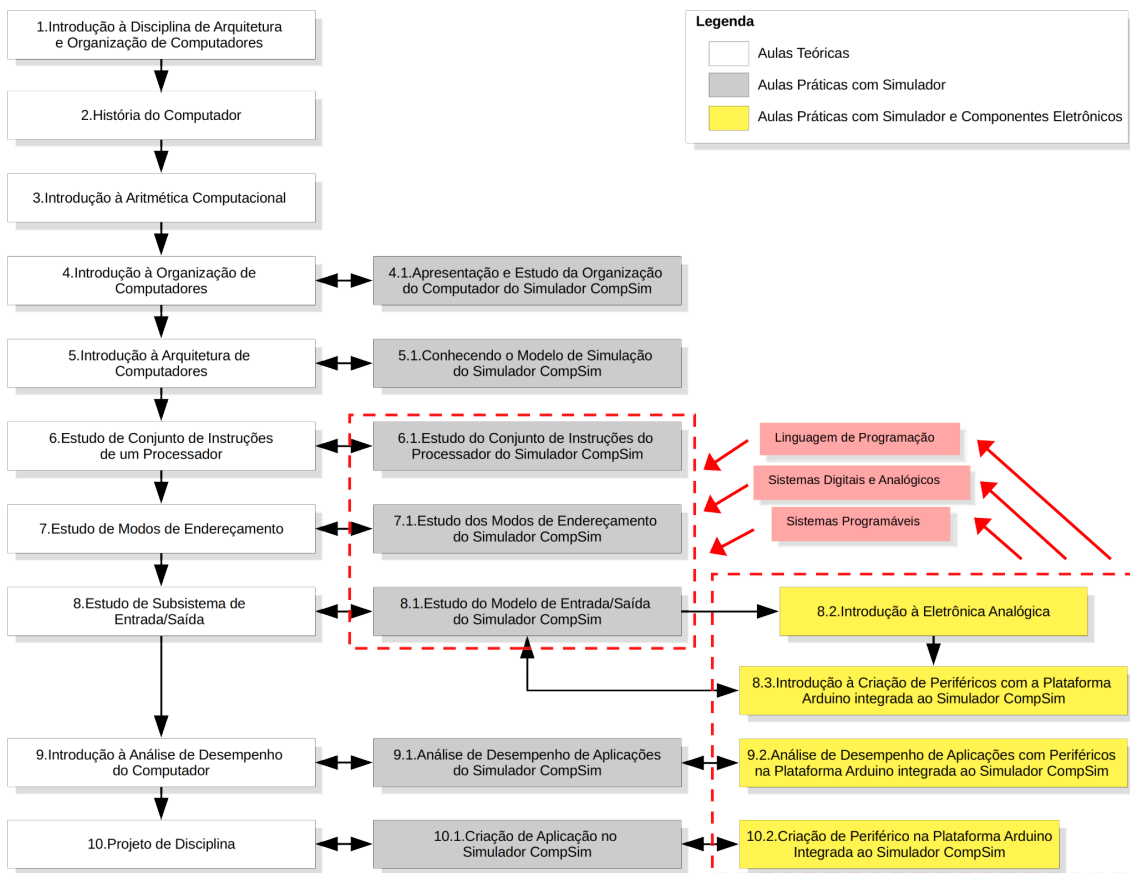 1.Introdução à Disciplina de Arquitetura
e Organização de Computadores
Legenda
Aulas Teóricas
Aulas Práticas com Simulador
Aulas Práticas com Simulador e Componentes Eletrônicos
2.História do Computador
3.Introdução à Aritmética Computacional
4.Introdução à Organização de
Computadores
4.1.Apresentação e Estudo da Organização
do Computador do Simulador CompSim
5.Introdução à Arquitetura de
Computadores
5.1.Conhecendo o Modelo de Simulação
do Simulador CompSim
6.Estudo de Conjunto de Instruções
de um Processador
6.1.Estudo do Conjunto de Instruções do
Processador do Simulador CompSim
Linguagem de Programação
Sistemas Digitais e Analógicos
Sistemas Programáveis
7.Estudo de Modos de Endereçamento
7.1.Estudo dos Modos de Endereçamento
do Simulador CompSim
8.Estudo de Subsistema de
Entrada/Saída
8.1.Estudo do Modelo de Entrada/Saída
do Simulador CompSim
8.2.Introdução à Eletrônica Analógica
8.3.Introdução à Criação de Periféricos com a Plataforma
Arduino integrada ao Simulador CompSim
9.Introdução à Análise de Desempenho
do Computador
9.1.Análise de Desempenho de Aplicações
do Simulador CompSim
9.2.Análise de Desempenho de Aplicações com Periféricos
na Plataforma Arduino integrada ao Simulador CompSim
10.Projeto de Disciplina
10.1.Criação de Aplicação no
Simulador CompSim
10.2.Criação de Periférico na Plataforma Arduino
Integrada ao Simulador CompSim